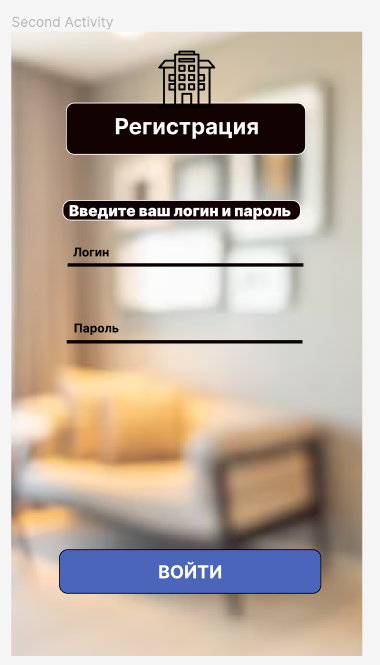 Second Activity
Регистрация
Введите ваш логин и пароль
Логин
Пароль
ВОЙТИ